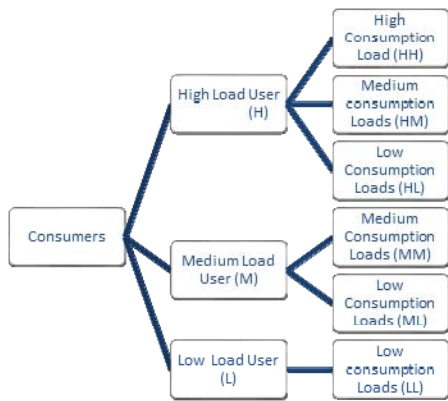 High
Consumption
Load (HH)
High Load User
(H)
Medium
consumption
Loads (HM)
Low
Consumption
Loads (HL)
Consumers
Medium Load
User (M)
Medium
Consumption
Loads (MM)
Low
Consumption
Loads (ML)
Low Load User
(L)
Low
consumption
Loads (LL)